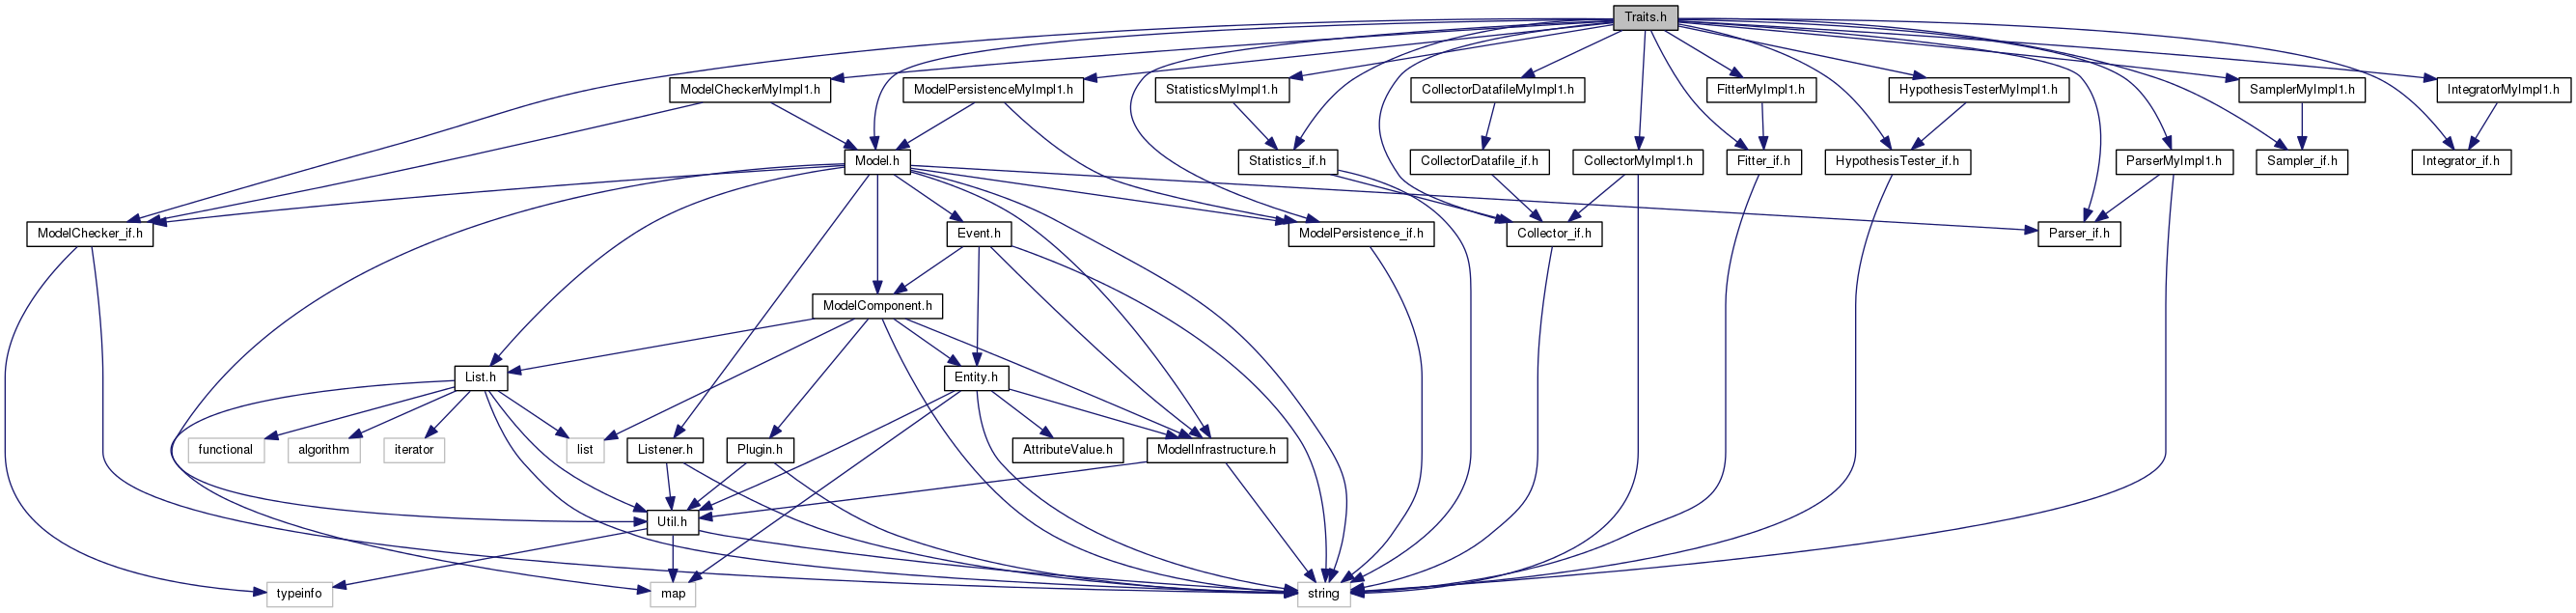 Traits.h
ModelCheckerMyImpl1.h
ModelPersistenceMyImpl1.h
StatisticsMyImpl1.h
CollectorDatafileMyImpl1.h
FitterMyImpl1.h
HypothesisTesterMyImpl1.h
SamplerMyImpl1.h
IntegratorMyImpl1.h
Model.h
Statistics_if.h
CollectorDatafile_if.h
CollectorMyImpl1.h
Fitter_if.h
HypothesisTester_if.h
ParserMyImpl1.h
Sampler_if.h
Integrator_if.h
ModelChecker_if.h
Event.h
ModelPersistence_if.h
Collector_if.h
Parser_if.h
ModelComponent.h
List.h
Entity.h
functional
algorithm
iterator
list
Listener.h
Plugin.h
AttributeValue.h
ModelInfrastructure.h
Util.h
typeinfo
map
string